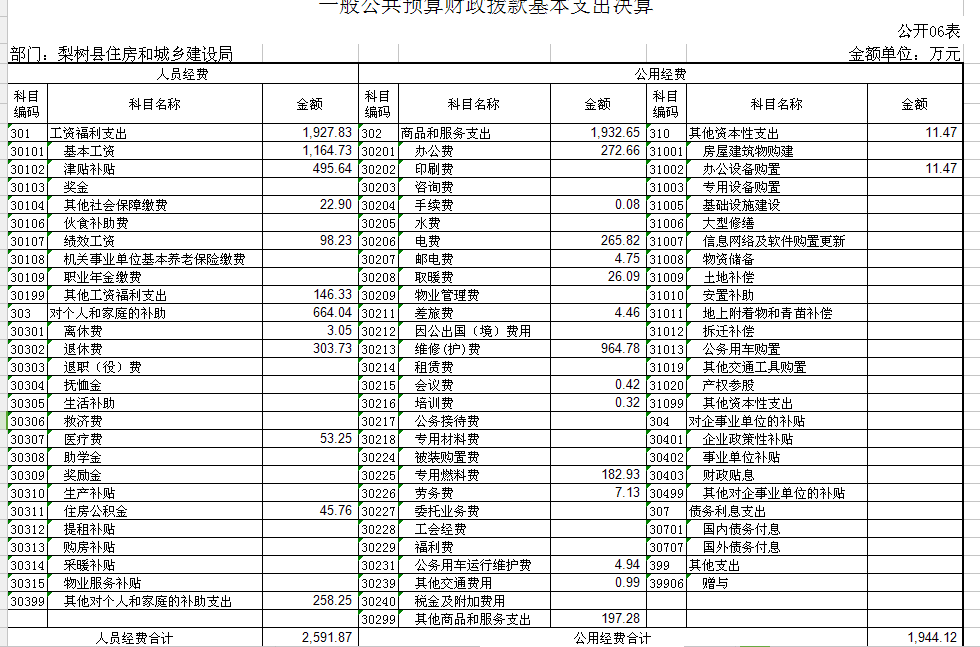 一般公共预算财政拨款基本支出决算
公开06表
部门：梨树县住房和城乡建设局 金额单位：万元
人员经费 公用经费
科目编码 科目名称 金额 科目编码 科目名称 金额 科目编码 科目名称 金额
301 工资福利支出 1,927.83 302 商品和服务支出 1,932.65 310 其他资本性支出 11.47
30101 基本工资 1,164.73 30201 办公费 272.66 31001 房屋建筑物购建
30102 津贴补贴 495.64 30202 印刷费 31002 办公设备购置 11.47
30103 奖金 30203 咨询费 31003 专用设备购置
30104 其他社会保障缴费 22.90 30204 手续费 0.08 31005 基础设施建设
30106 伙食补助费 30205 水费 31006 大型修缮
30107 绩效工资 98.23 30206 电费 265.82 31007 信息网络及软件购置更新
30108 机关事业单位基本养老保险缴费 30207 邮电费 4.75 31008 物资储备
30109 职业年金缴费 30208 取暖费 26.09 31009 土地补偿
30199 其他工资福利支出 146.33 30209 物业管理费 31010 安置补助
303 对个人和家庭的补助 664.04 30211 差旅费 4.46 31011 地上附着物和青苗补偿
30301 离休费 3.05 30212 因公出国（境）费用 31012 拆迁补偿
30302 退休费 303.73 30213 维修(护)费 964.78 31013 公务用车购置
30303 退职（役）费 30214 租赁费 31019 其他交通工具购置
30304 抚恤金 30215 会议费 0.42 31020 产权参股
30305 生活补助 30216 培训费 0.32 31099 其他资本性支出
30306 救济费 30217 公务接待费 304 对企事业单位的补贴
30307 医疗费 53.25 30218 专用材料费 30401 企业政策性补贴
30308 助学金 30224 被装购置费 30402 事业单位补贴
30309 奖励金 30225 专用燃料费 182.93 30403 财政贴息
30310 生产补贴 30226 劳务费 7.13 30499 其他对企事业单位的补贴
30311 住房公积金 45.76 30227 委托业务费 307 债务利息支出
30312 提租补贴 30228 工会经费 30701 国内债务付息
30313 购房补贴 30229 福利费 30707 国外债务付息
30314 采暖补贴 30231 公务用车运行维护费 4.94 399 其他支出
30315 物业服务补贴 30239 其他交通费用 0.99 39906 赠与
30399 其他对个人和家庭的补助支出 258.25 30240 税金及附加费用
30299 其他商品和服务支出 197.28
人员经费合计 2,591.87 公用经费合计 1,944.12